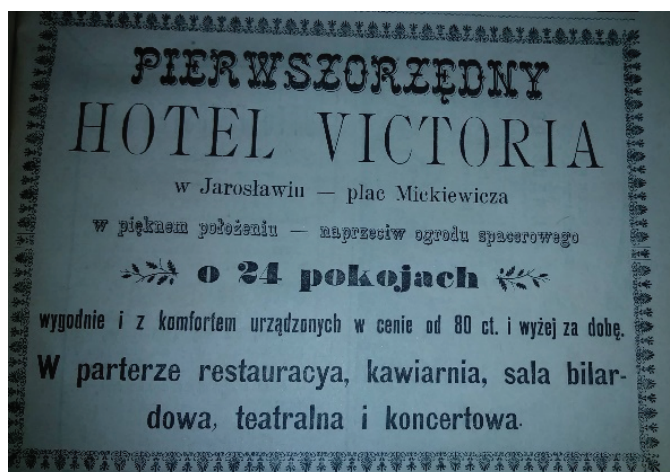 PIERWSZORZĘDNY
HOTEL VICTORIA
w Jarosławiu — plac Mickiewicza
w pięknem położeniu — naprzeciw ogrodu spacerowego
o 24 pokojach
wygodnie i z komfortem urządzonych w cenie od 80 ct. i wyżej za dobę.
W parterze restauracya, kawiarnia, sala bilar-
dowa, teatralna i koncertowa.